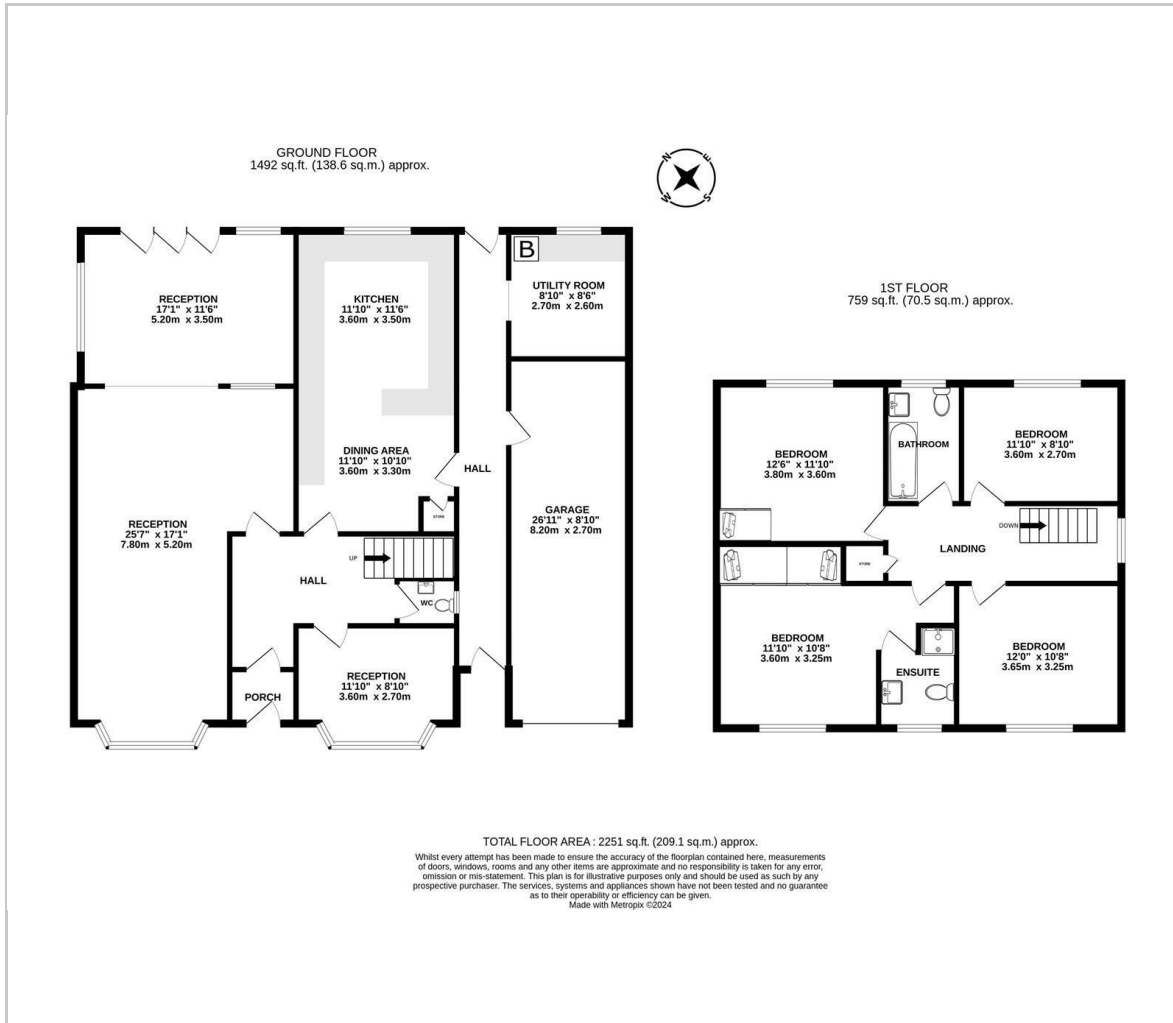 GROUND FLOOR
1492 sq.ft. (138.6 sq.m.) approx.
N
E
W
S
RECEPTION
17'1" x 11'6"
5.20m x 3.50m
KITCHEN
11'10" x 11'6"
3.60m x 3.50m
B
UTILITY ROOM
8'10" x 8'6"
2.70m x 2.60m
DINING AREA
11'10" x 10'10"
3.60m x 3.30m
HALL
STORE
RECEPTION
25'7" x 17'1"
7.80m x 5.20m
GARAGE
26'11" x 8'10"
8.20m x 2.70m
UP
HALL
WC
RECEPTION
11'10" x 8'10"
3.60m x 2.70m
PORCH
1ST FLOOR
759 sq.ft. (70.5 sq.m.) approx.
BEDROOM
12'6" x 11'10"
3.80m x 3.60m
BATHROOM
BEDROOM
11'10" x 8'10"
3.60m x 2.70m
DOWN
LANDING
STORE
BEDROOM
11'10" x 10'8"
3.60m x 3.25m
ENSUITE
BEDROOM
12'0" x 10'8"
3.65m x 3.25m
TOTAL FLOOR AREA : 2251 sq.ft. (209.1 sq.m.) approx.
Whilst every attempt has been made to ensure the accuracy of the floorplan contained here, measurements
of doors, windows, rooms and any other items are approximate and no responsibility is taken for any error,
omission or mis-statement. This plan is for illustrative purposes only and should be used as such by any
prospective purchaser. The services, systems and appliances shown have not been tested and no guarantee
as to their operability or efficiency can be given.
Made with Metropix ©2024